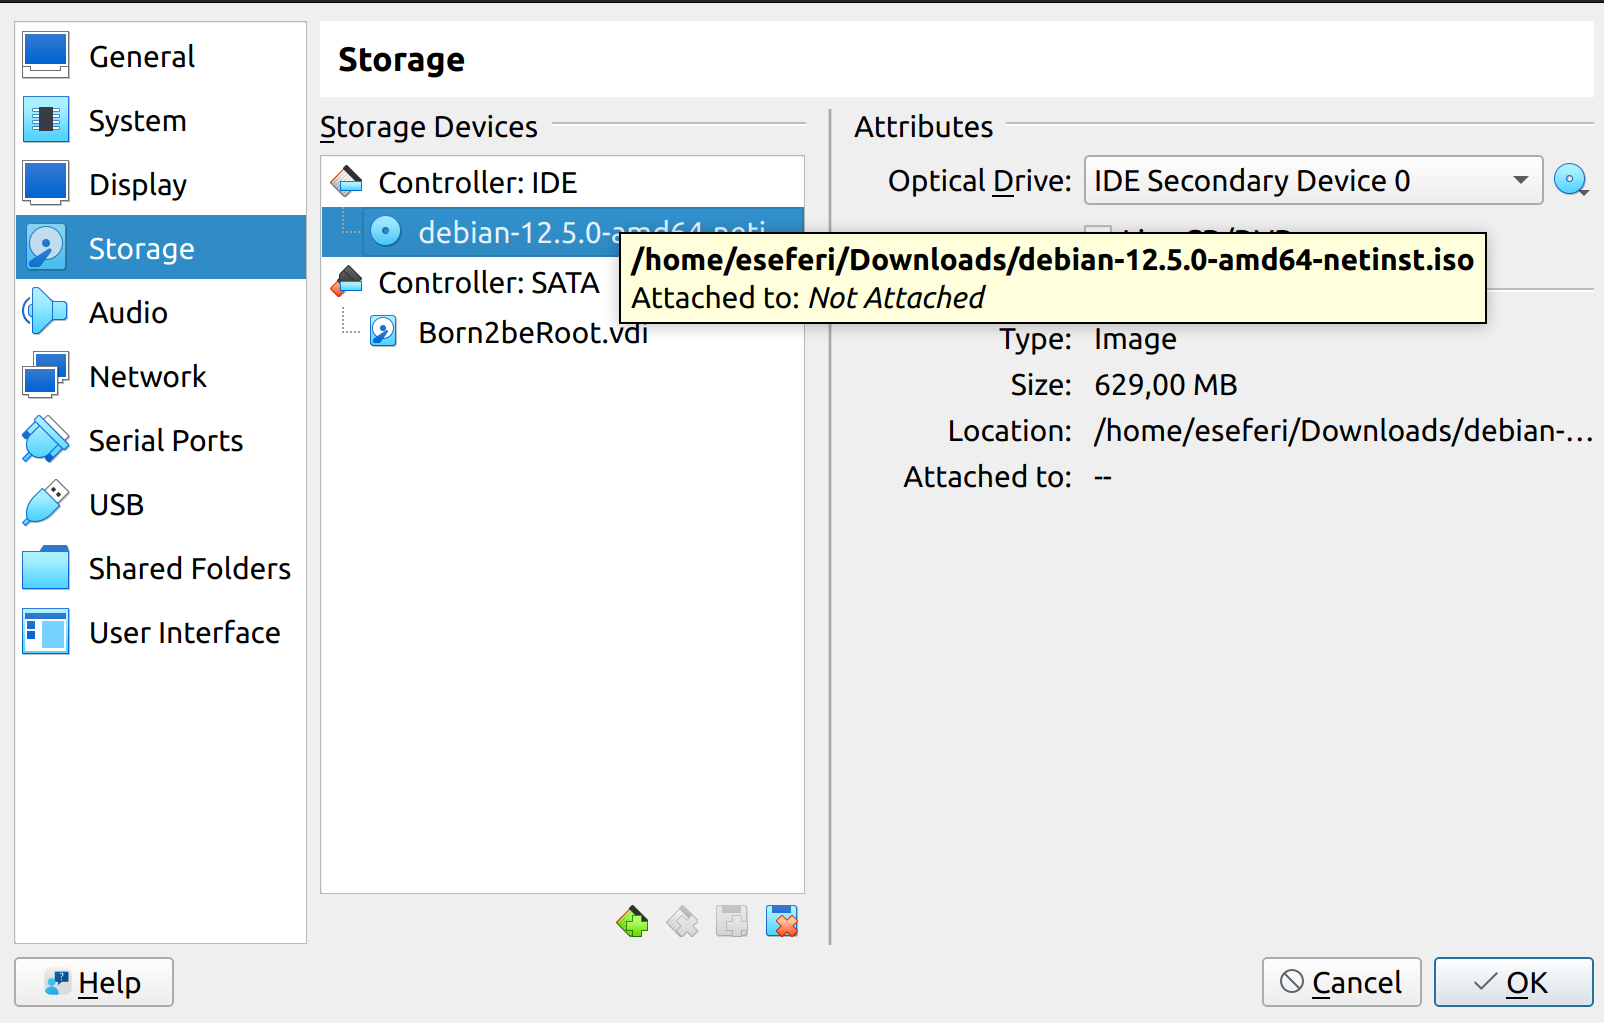 General
System
Display
Storage
Audio
Network
Serial Ports
USB
Shared Folders
User Interface
Storage
Storage Devices
Controller: IDE
debian-12.5.0-amd64-neti
Controller: SATA
Born2beRoot.vdi
Attributes
Optical Drive: IDE Secondary Device 0
/home/eseferi/Downloads/debian-12.5.0-amd64-netinst.iso
Attached to: Not Attached
Type: Image
Size: 629,00 MB
Location: /home/eseferi/Downloads/debian-...
Attached to: --
Help
Cancel
OK